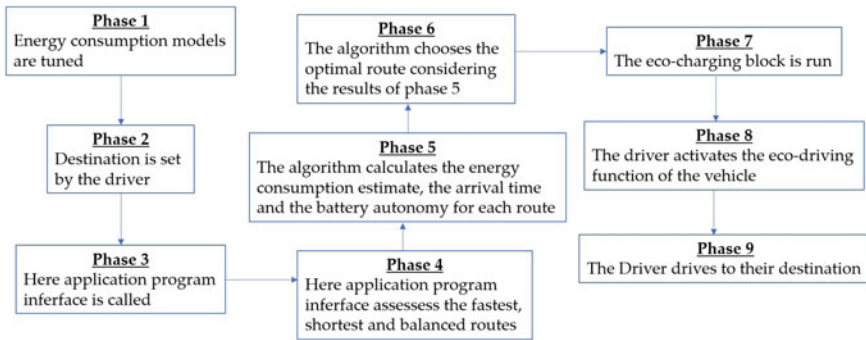 Phase 1
Energy consumption models
are tuned
Phase 2
Destination is set
by the driver
Phase 3
Here application program
inferface is called
Phase 4
Here application program
inferface assessess the fastest,
shortest and balanced routes
Phase 5
The algorithm calculates the energy
consumption estimate, the arrival time
and the battery autonomy for each route
Phase 6
The algorithm chooses the
optimal route considering
the results of phase 5
Phase 7
The eco-charging block is run
Phase 8
The driver activates the eco-driving
function of the vehicle
Phase 9
The Driver drives to their destination